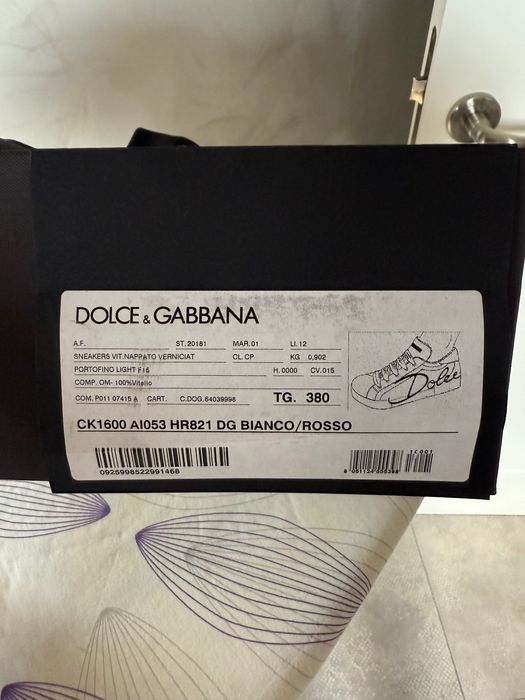 DOLCE & GABBANA
A.F. ST. 20181 MAR. 01 LI. 12
SNEAKERS VIT.NAPPATO VERNICIAT CL. CP KG 0,902
PORTOFINO LIGHT F15 H. 0000 CV. 015
COMP. OM- 100%Vitello
COM. P011 07415 A CART. C.DOG.64039998 TG. 380
Dolce
CK1600 AI053 HR821 DG BIANCO/ROSSO
0925998522991468